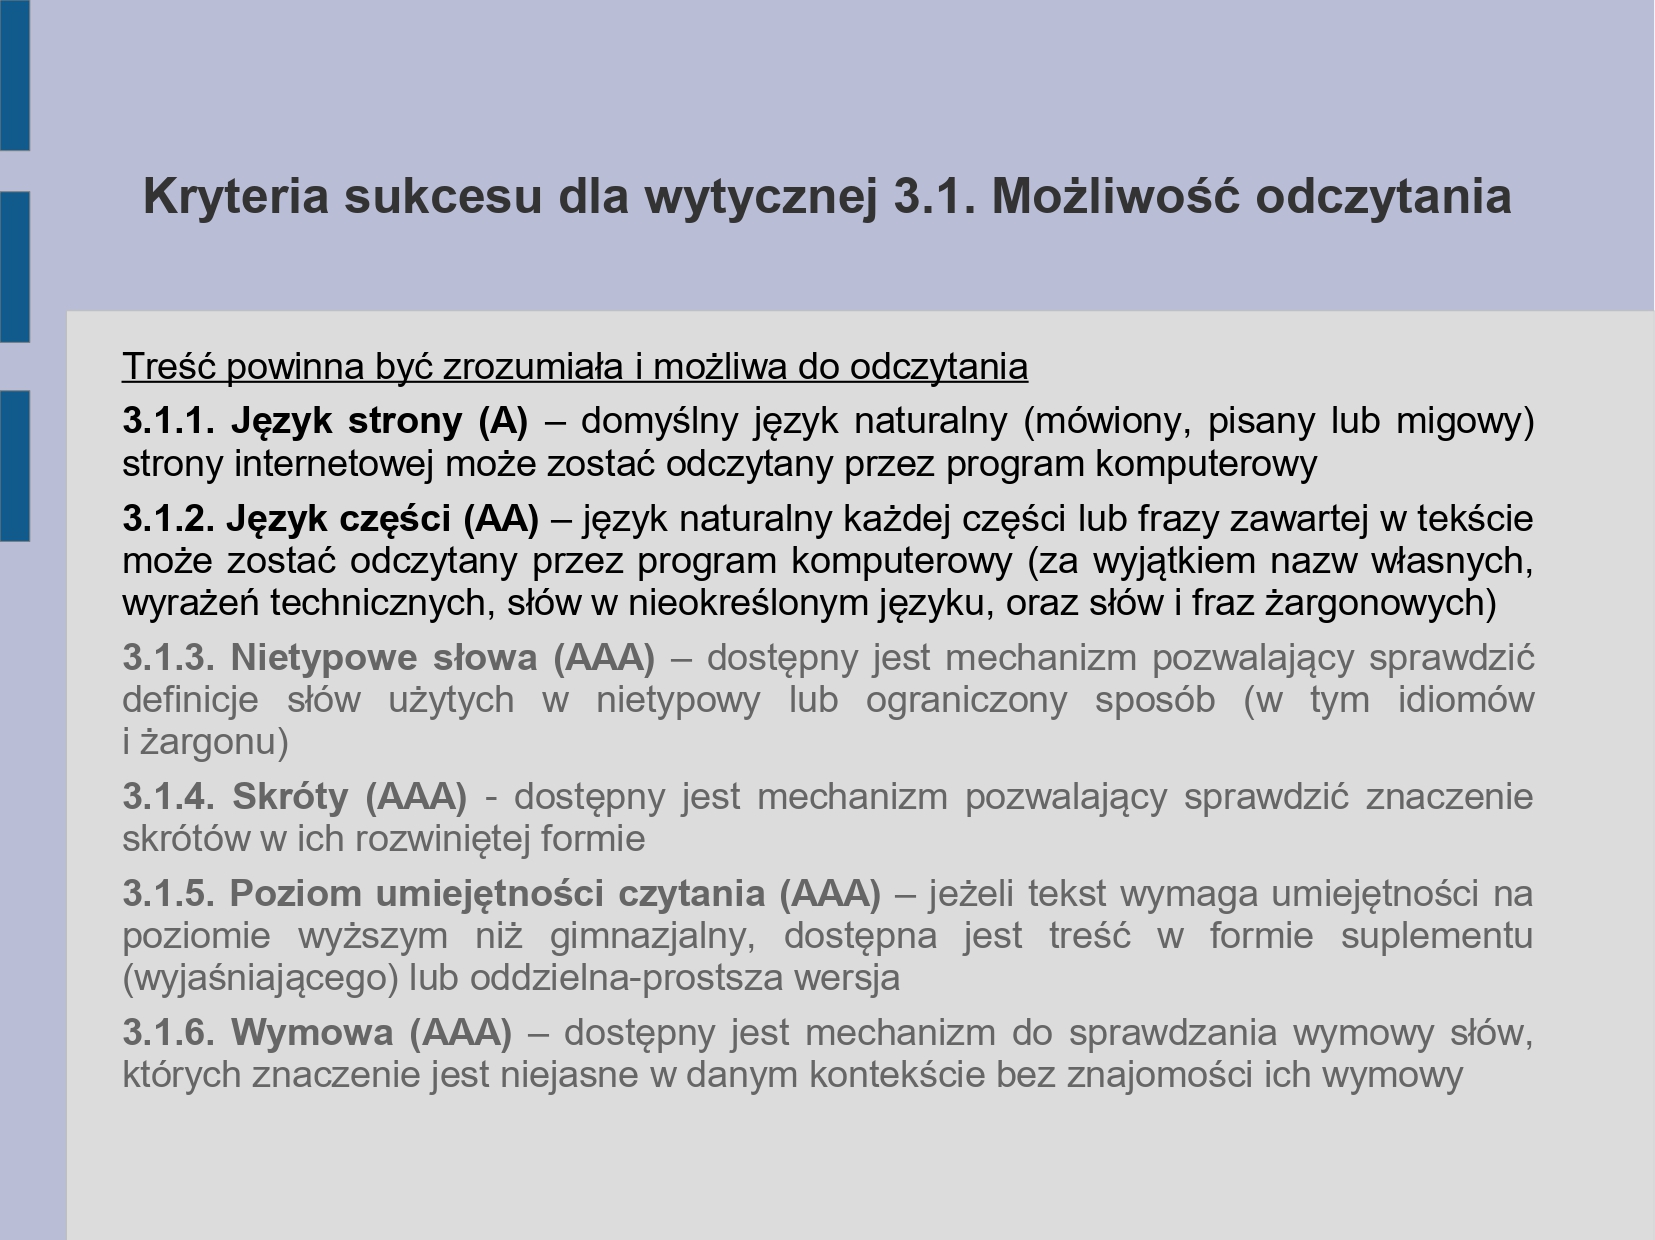 Kryteria sukcesu dla wytycznej 3.1. Możliwość odczytania
Treść powinna być zrozumiała i możliwa do odczytania
3.1.1. Język strony (A) – domyślny język naturalny (mówiony, pisany lub migowy)
strony internetowej może zostać odczytany przez program komputerowy
3.1.2. Język części (AA) – język naturalny każdej części lub frazy zawartej w tekście
może zostać odczytany przez program komputerowy (za wyjątkiem nazw własnych,
wyrażeń technicznych, słów w nieokreślonym języku, oraz słów i fraz żargonowych)
3.1.3. Nietypowe słowa (AAA) – dostępny jest mechanizm pozwalający sprawdzić
definicje słów użytych w nietypowy lub ograniczony sposób (w tym idiomów
i żargonu)
3.1.4. Skróty (AAA) - dostępny jest mechanizm pozwalający sprawdzić znaczenie
skrótów w ich rozwiniętej formie
3.1.5. Poziom umiejętności czytania (AAA) – jeżeli tekst wymaga umiejętności na
poziomie wyższym niż gimnazjalny, dostępna jest treść w formie suplementu
(wyjaśniającego) lub oddzielna-prostsza wersja
3.1.6. Wymowa (AAA) – dostępny jest mechanizm do sprawdzania wymowy słów,
których znaczenie jest niejasne w danym kontekście bez znajomości ich wymowy